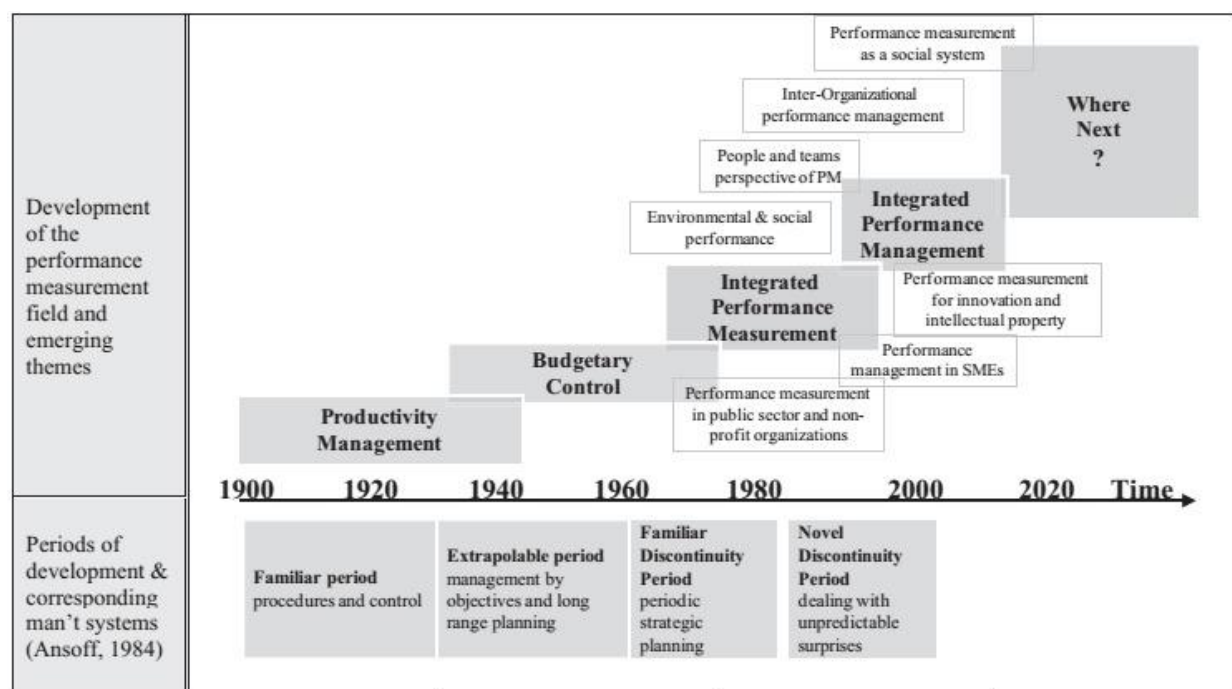 Development
of the
performance
measurement
field and
emerging
themes
Performance measurement
as a social system
Inter-Organizational
performance management
People and teams
perspective of PM
Environmental & social
performance
Where
Next
?
Integrated
Performance
Management
Integrated
Performance
Measurement
Performance measurement
for innovation and
intellectual property
Performance
management in SMEs
Budgetary
Control
Performance measurement
in public sector and non-
profit organizations
Productivity
Management
1900 1920 1940 1960 1980 2000 2020 Time
Periods of
development &
corresponding
man't systems
(Ansoff, 1984)
Familiar period
procedures and control
Extrapolable period
management by
objectives and long
range planning
Familiar
Discontinuity
Period
periodic
strategic
planning
Novel
Discontinuity
Period
dealing with
unpredictable
surprises